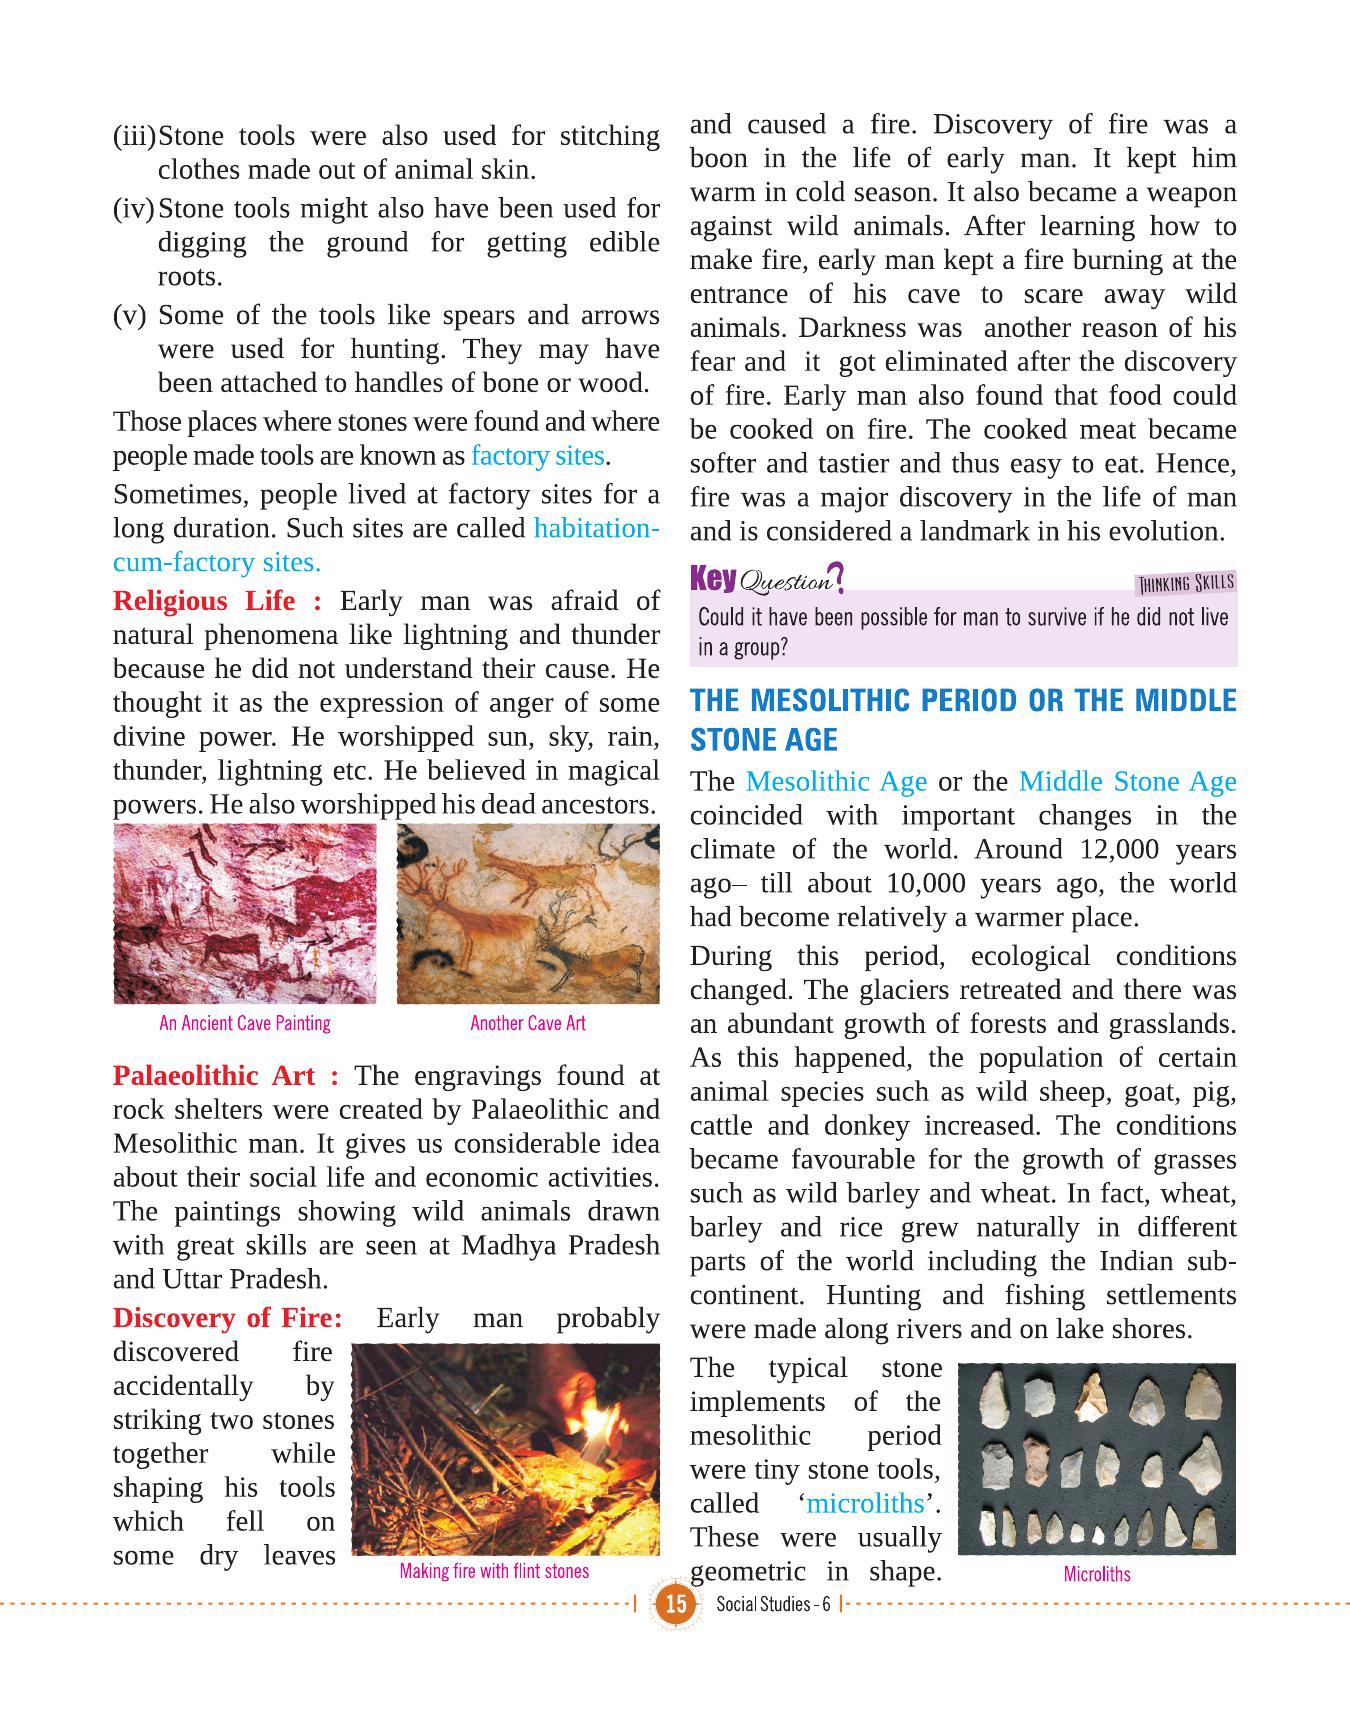 (iii) Stone tools were also used for stitching
clothes made out of animal skin.
(iv) Stone tools might also have been used for
digging the ground for getting edible
roots.
(v) Some of the tools like spears and arrows
were used for hunting. They may have
been attached to handles of bone or wood.
Those places where stones were found and where
people made tools are known as factory sites.
Sometimes, people lived at factory sites for a
long duration. Such sites are called habitation-
cum-factory sites.
Religious Life : Early man was afraid of
natural phenomena like lightning and thunder
because he did not understand their cause. He
thought it as the expression of anger of some
divine power. He worshipped sun, sky, rain,
thunder, lightning etc. He believed in magical
powers. He also worshipped his dead ancestors.
An Ancient Cave Painting
Another Cave Art
Palaeolithic Art : The engravings found at
rock shelters were created by Palaeolithic and
Mesolithic man. It gives us considerable idea
about their social life and economic activities.
The paintings showing wild animals drawn
with great skills are seen at Madhya Pradesh
and Uttar Pradesh.
Discovery of Fire: Early man probably
discovered fire
accidentally by
striking two stones
together while
shaping his tools
which fell on
some dry leaves
Making fire with flint stones
and caused a fire. Discovery of fire was a
boon in the life of early man. It kept him
warm in cold season. It also became a weapon
against wild animals. After learning how to
make fire, early man kept a fire burning at the
entrance of his cave to scare away wild
animals. Darkness was another reason of his
fear and it got eliminated after the discovery
of fire. Early man also found that food could
be cooked on fire. The cooked meat became
softer and tastier and thus easy to eat. Hence,
fire was a major discovery in the life of man
and is considered a landmark in his evolution.
Key Question?
THINKING SKILLS
Could it have been possible for man to survive if he did not live
in a group?
THE MESOLITHIC PERIOD OR THE MIDDLE
STONE AGE
The Mesolithic Age or the Middle Stone Age
coincided with important changes in the
climate of the world. Around 12,000 years
ago– till about 10,000 years ago, the world
had become relatively a warmer place.
During this period, ecological conditions
changed. The glaciers retreated and there was
an abundant growth of forests and grasslands.
As this happened, the population of certain
animal species such as wild sheep, goat, pig,
cattle and donkey increased. The conditions
became favourable for the growth of grasses
such as wild barley and wheat. In fact, wheat,
barley and rice grew naturally in different
parts of the world including the Indian sub-
continent. Hunting and fishing settlements
were made along rivers and on lake shores.
The typical stone
implements of the
mesolithic period
were tiny stone tools,
called ‘microliths’.
These were usually
geometric in shape.
Microliths
15
Social Studies - 6